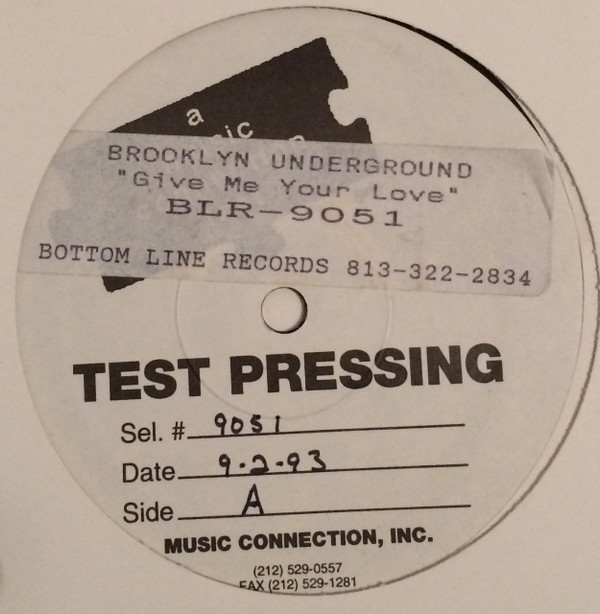 a
ic
BROOKLYN UNDERGROUND
"Give Me Your Love"
BLR-9051
BOTTOM LINE RECORDS 813-322-2834
TEST PRESSING
Sel. # 9051
Date 9-2-93
Side A
MUSIC CONNECTION, INC.
(212) 529-0557
FAX (212) 529-1281